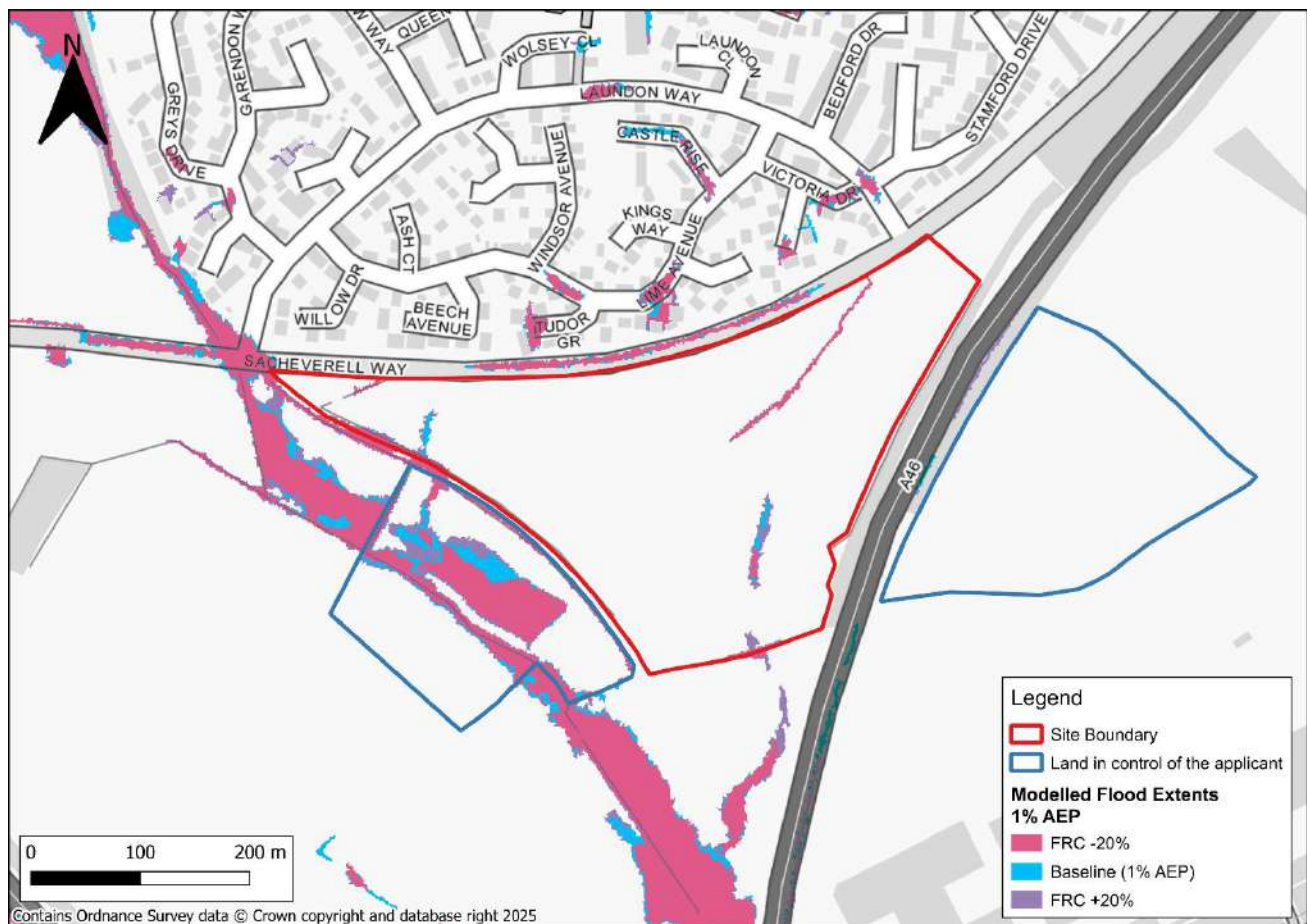 N
W WAY
QUEEN
GARENDON W
GREYS DRIVE
WOLSEY CL
LAUNDON CL
BEDFORD DR
STAMFORD DRIVE
LAUNDON WAY
CASTLE RISE
VICTORIA DR
WINDSOR AVENUE
KINGS WAY
ASH CT
LIME AVENUE
WILLOW DR
BEECH AVENUE
TUDOR GR
SACHEVERELL WAY
A46
Legend
Site Boundary
Land in control of the applicant
Modelled Flood Extents
1% AEP
FRC -20%
Baseline (1% AEP)
FRC +20%
0 100 200 m
Contains Ordnance Survey data © Crown copyright and database right 2025